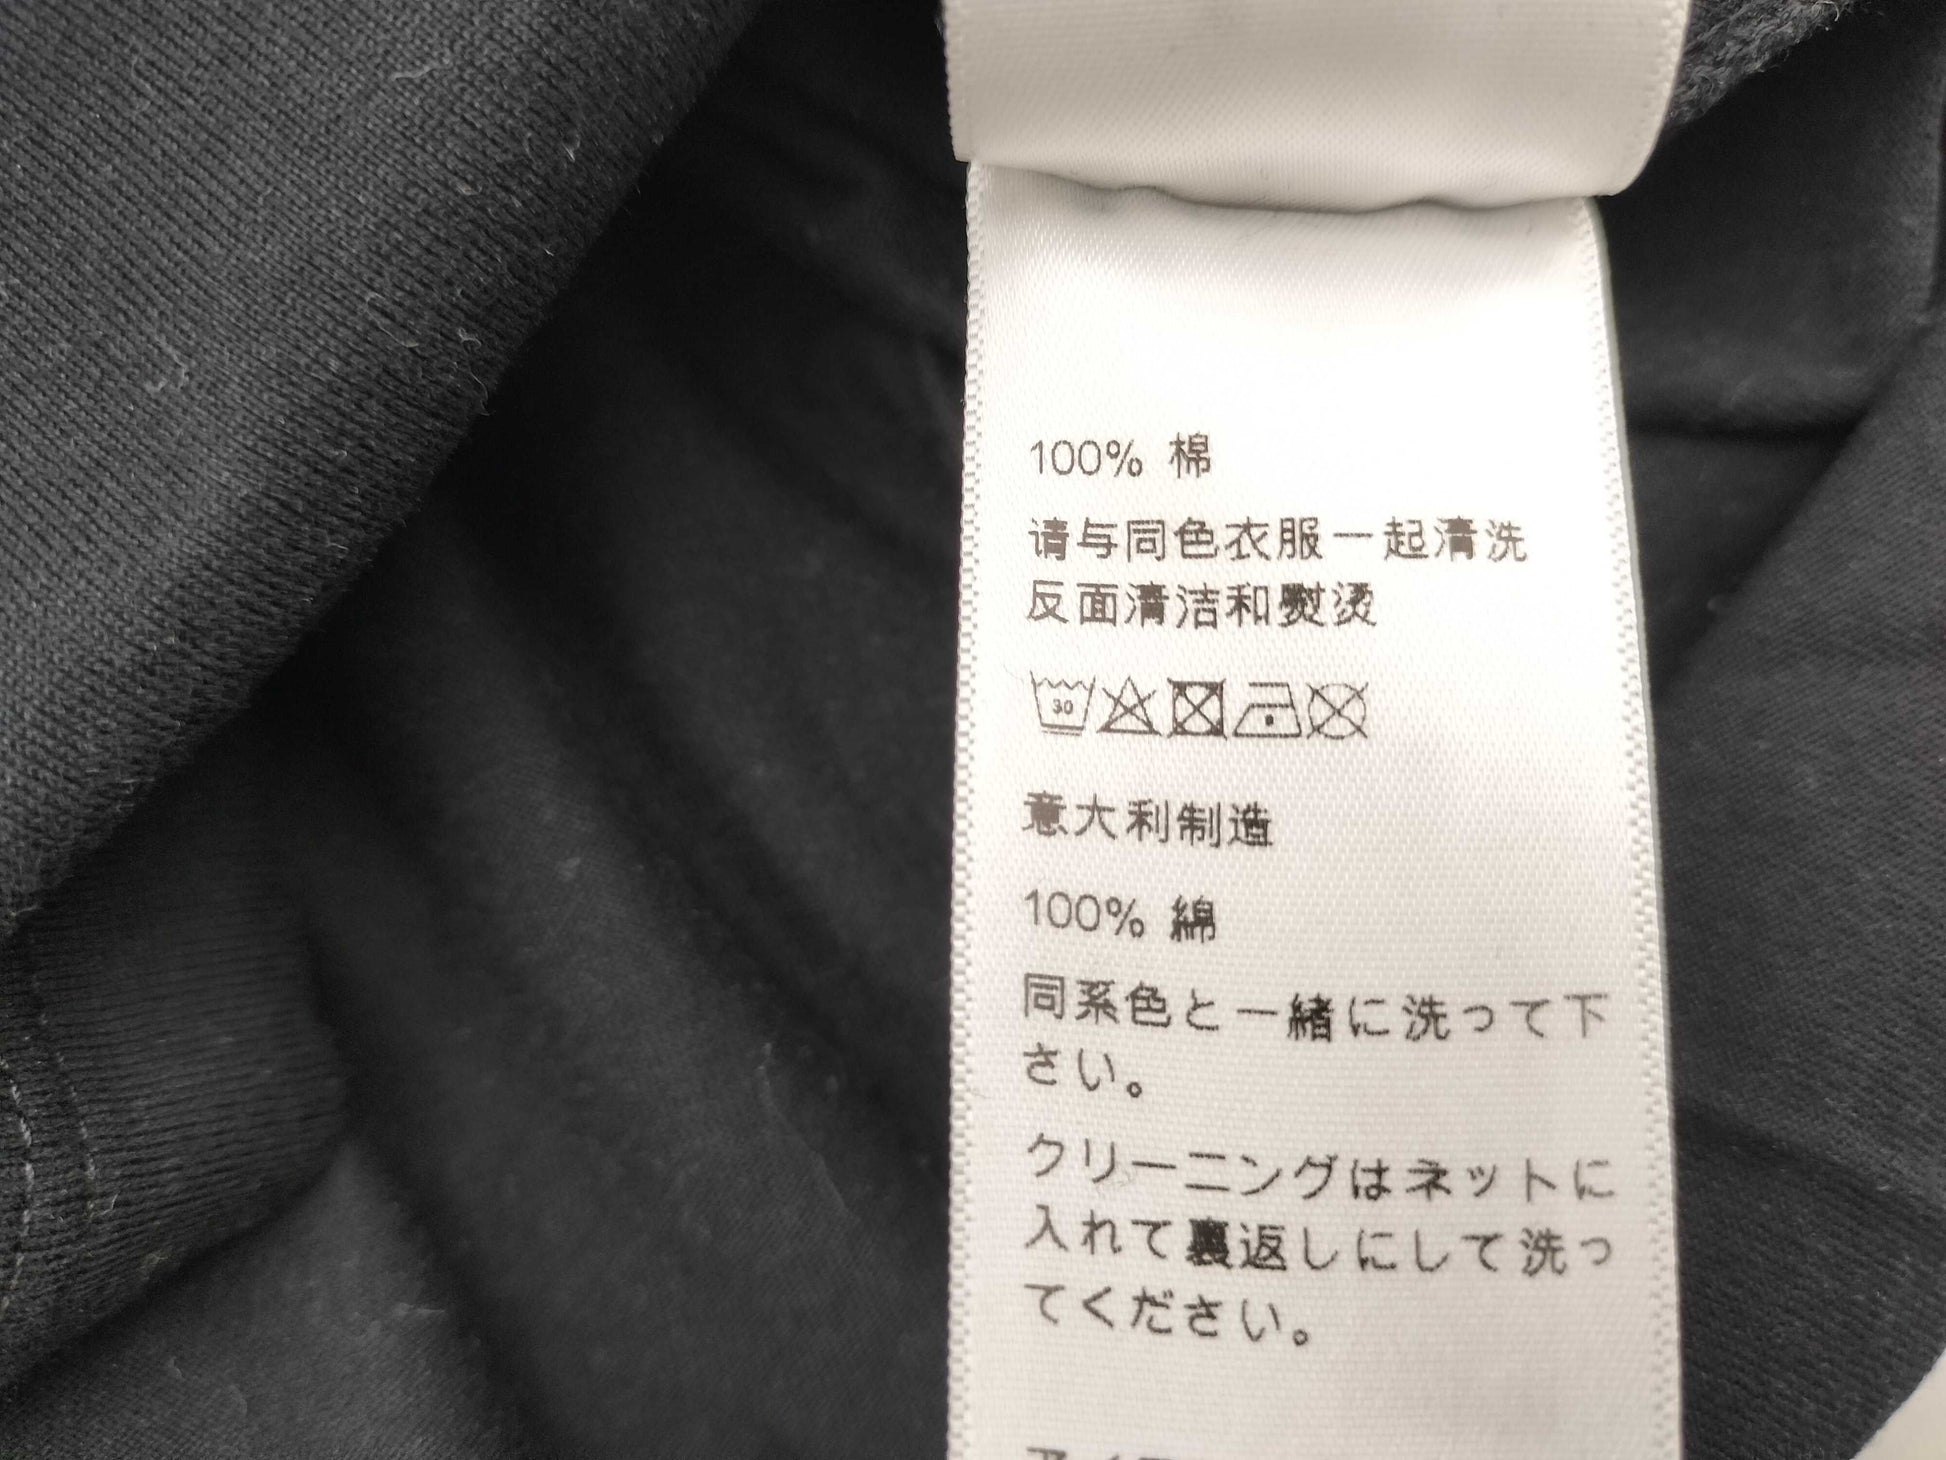 100% 棉
请与同色衣服一起清洗
反面清洁和熨烫
30
意大利制造
100% 綿
同系色と一緒に洗って下
さい。
クリーニングはネットに
入れて裏返しにして洗っ
てください。